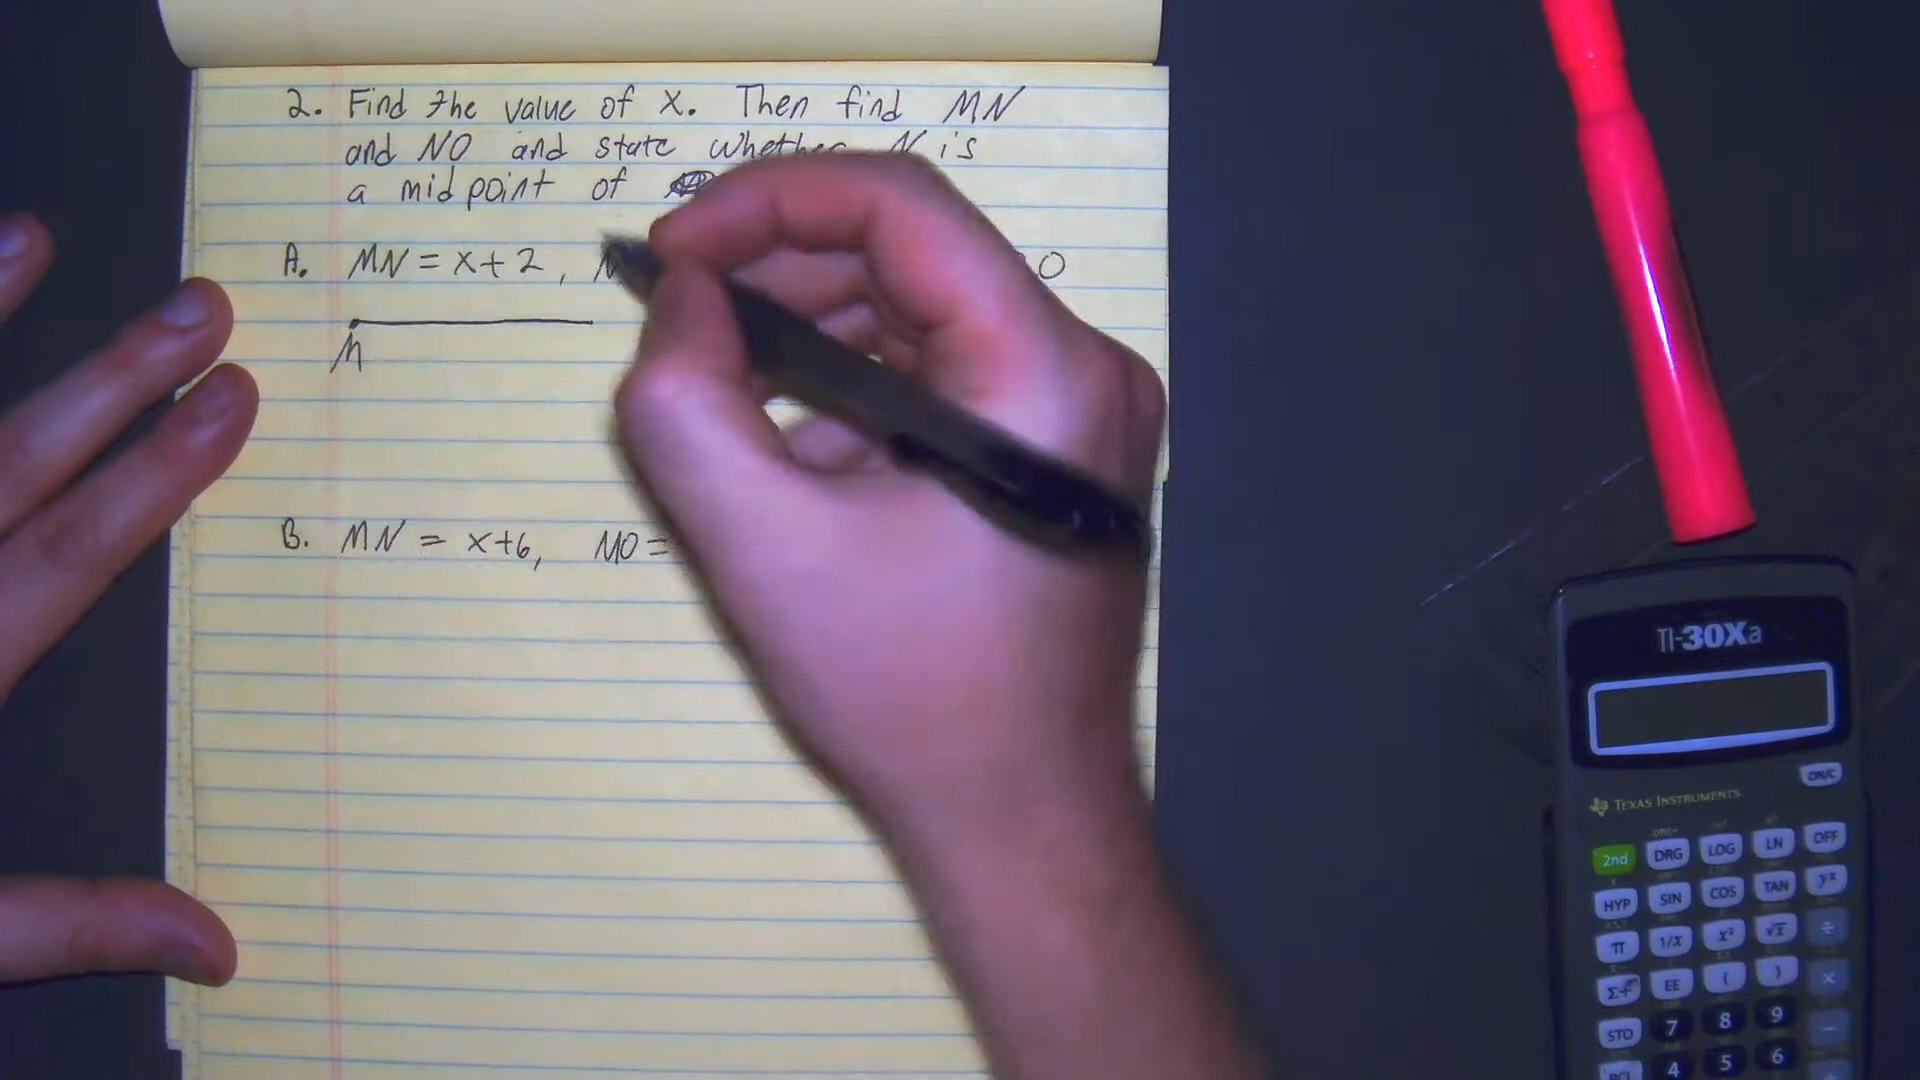 2. Find the value of x. Then find MN
and NO and state whether N is
a midpoint of
A. MN = x+2,
M
B. MN = x+6, MO =
TI-30Xa
ON/C
TEXAS INSTRUMENTS
2nd DRG LOG LN OFF
HYP SIN COS TAN yˣ
π 1/x x² √x ÷
Σ+ EE ( ) ×
STO 7 8 9 −
RCL 4 5 6 +